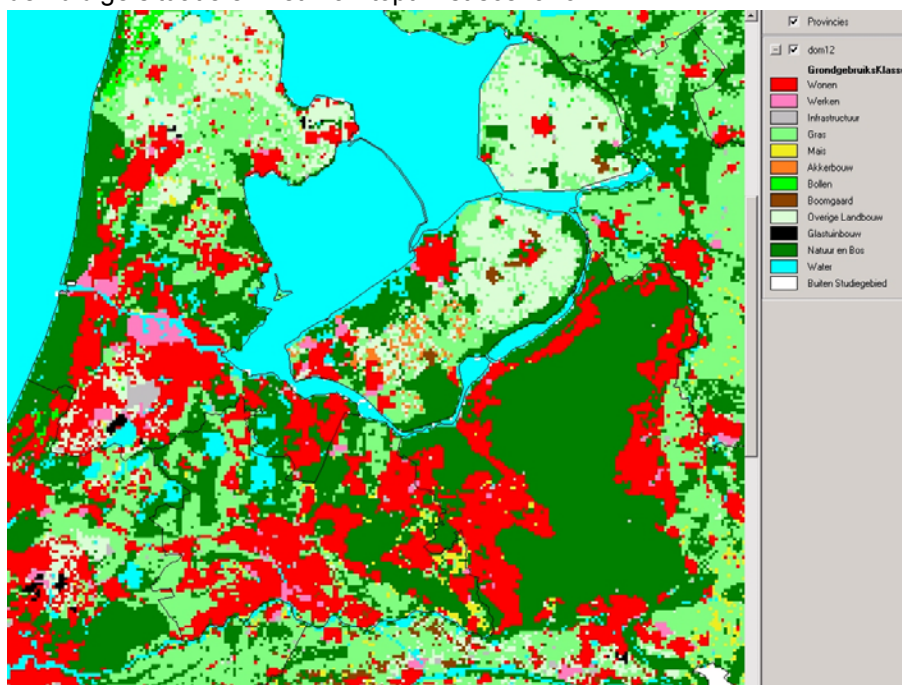 Provincies
dom12
GrondgebruiksKlasse
Wonen
Werken
Infrastructuur
Gras
Mais
Akkerbouw
Bollen
Boomgaard
Overige Landbouw
Glastuinbouw
Natuur en Bos
Water
Buiten Studiegebied